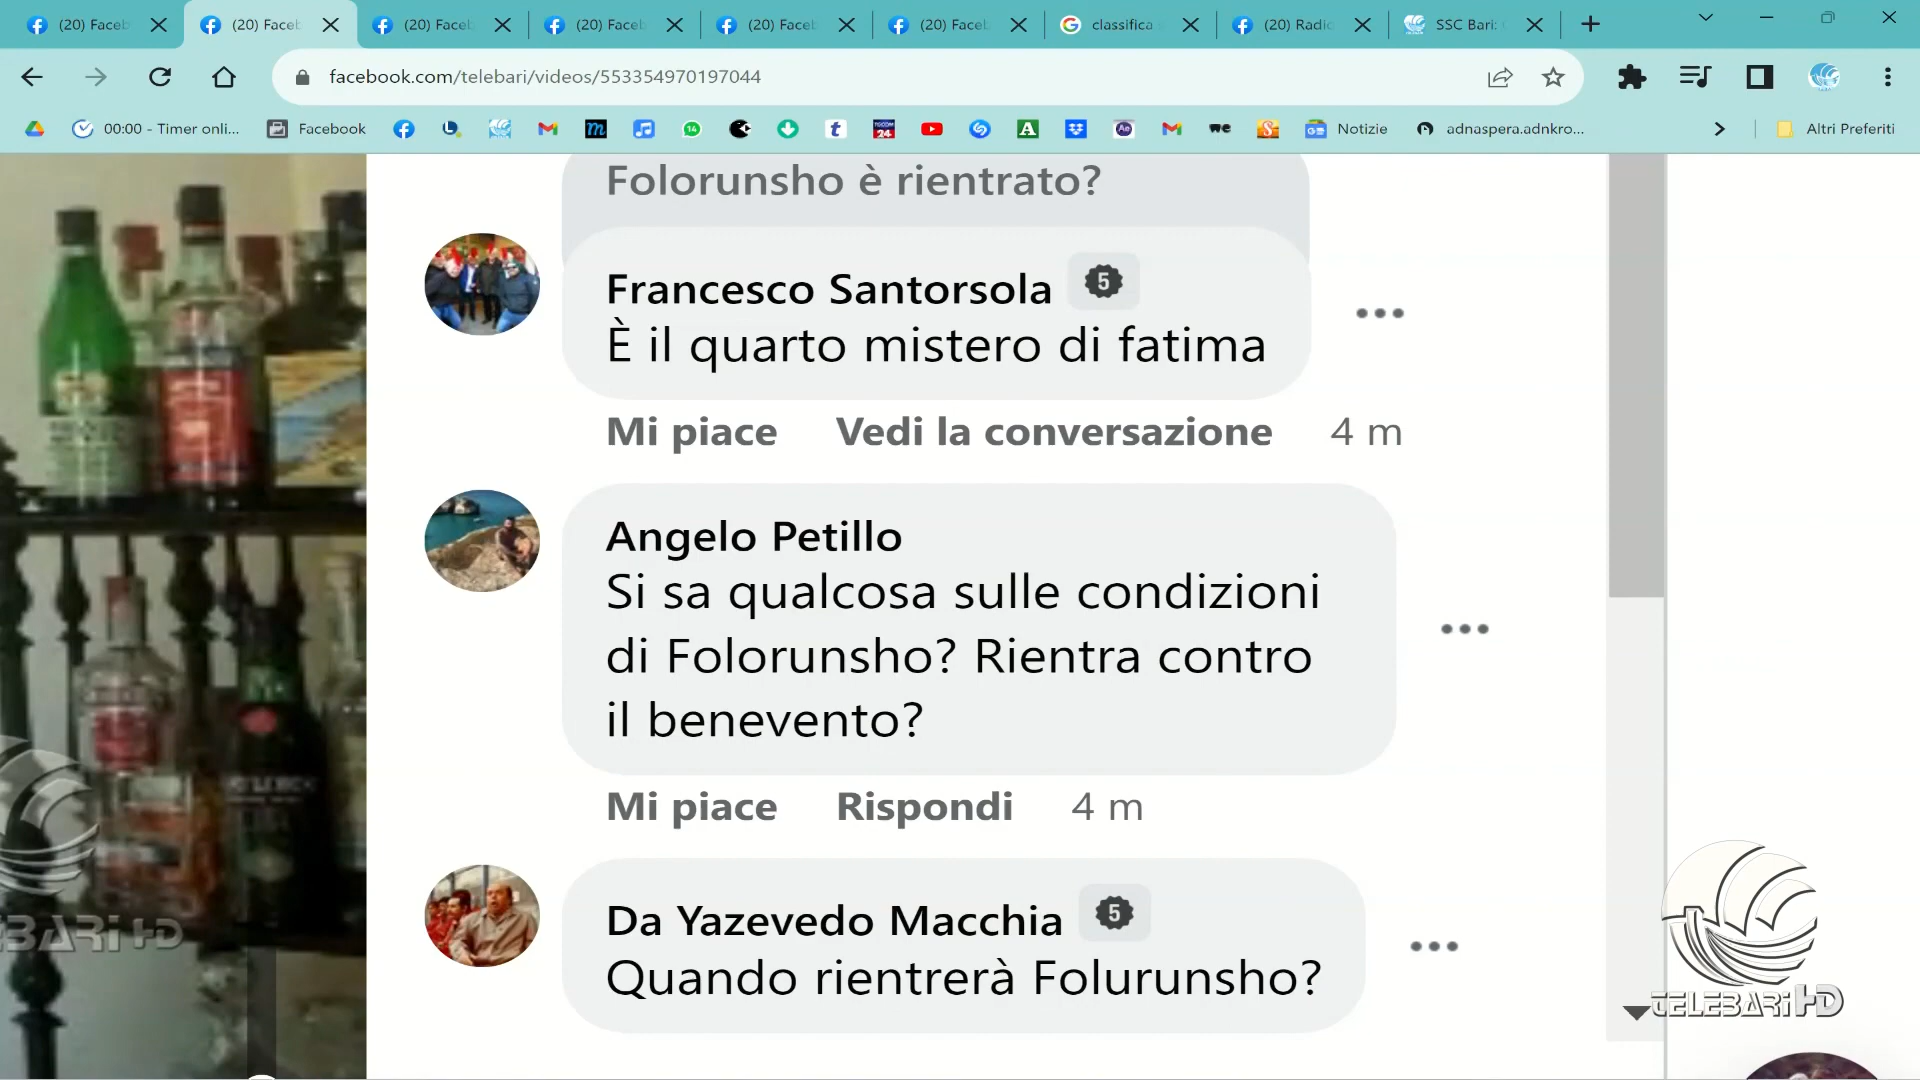 (20) Faceb
(20) Faceb
(20) Faceb
(20) Faceb
(20) Faceb
(20) Faceb
classifica
(20) Radio
SSC Bari:
facebook.com/telebari/videos/553354970197044
00:00 - Timer onli...
Facebook
Notizie
adnaspera.adnkro...
Altri Preferiti
Folorunsho è rientrato?
Francesco Santorsola 5
È il quarto mistero di fatima
Mi piace Vedi la conversazione 4 m
Angelo Petillo
Si sa qualcosa sulle condizioni
di Folorunsho? Rientra contro
il benevento?
Mi piace Rispondi 4 m
Da Yazevedo Macchia 5
Quando rientrerà Folurunsho?
TELEBARI HD